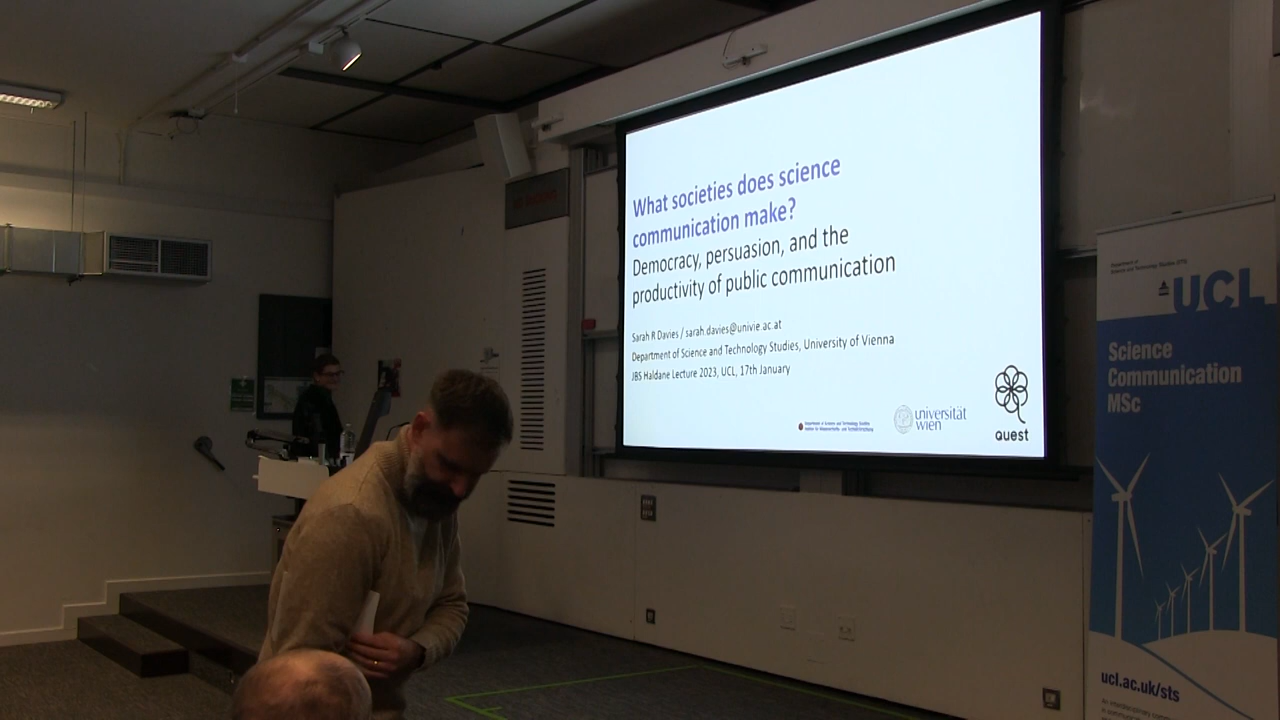 What societies does science
communication make?
Democracy, persuasion, and the
productivity of public communication
Sarah R Davies / sarah.davies@univie.ac.at
Department of Science and Technology Studies, University of Vienna
JBS Haldane Lecture 2023, UCL, 17th January
universität
wien
quest
UCL
Science
Communication
MSc
ucl.ac.uk/sts